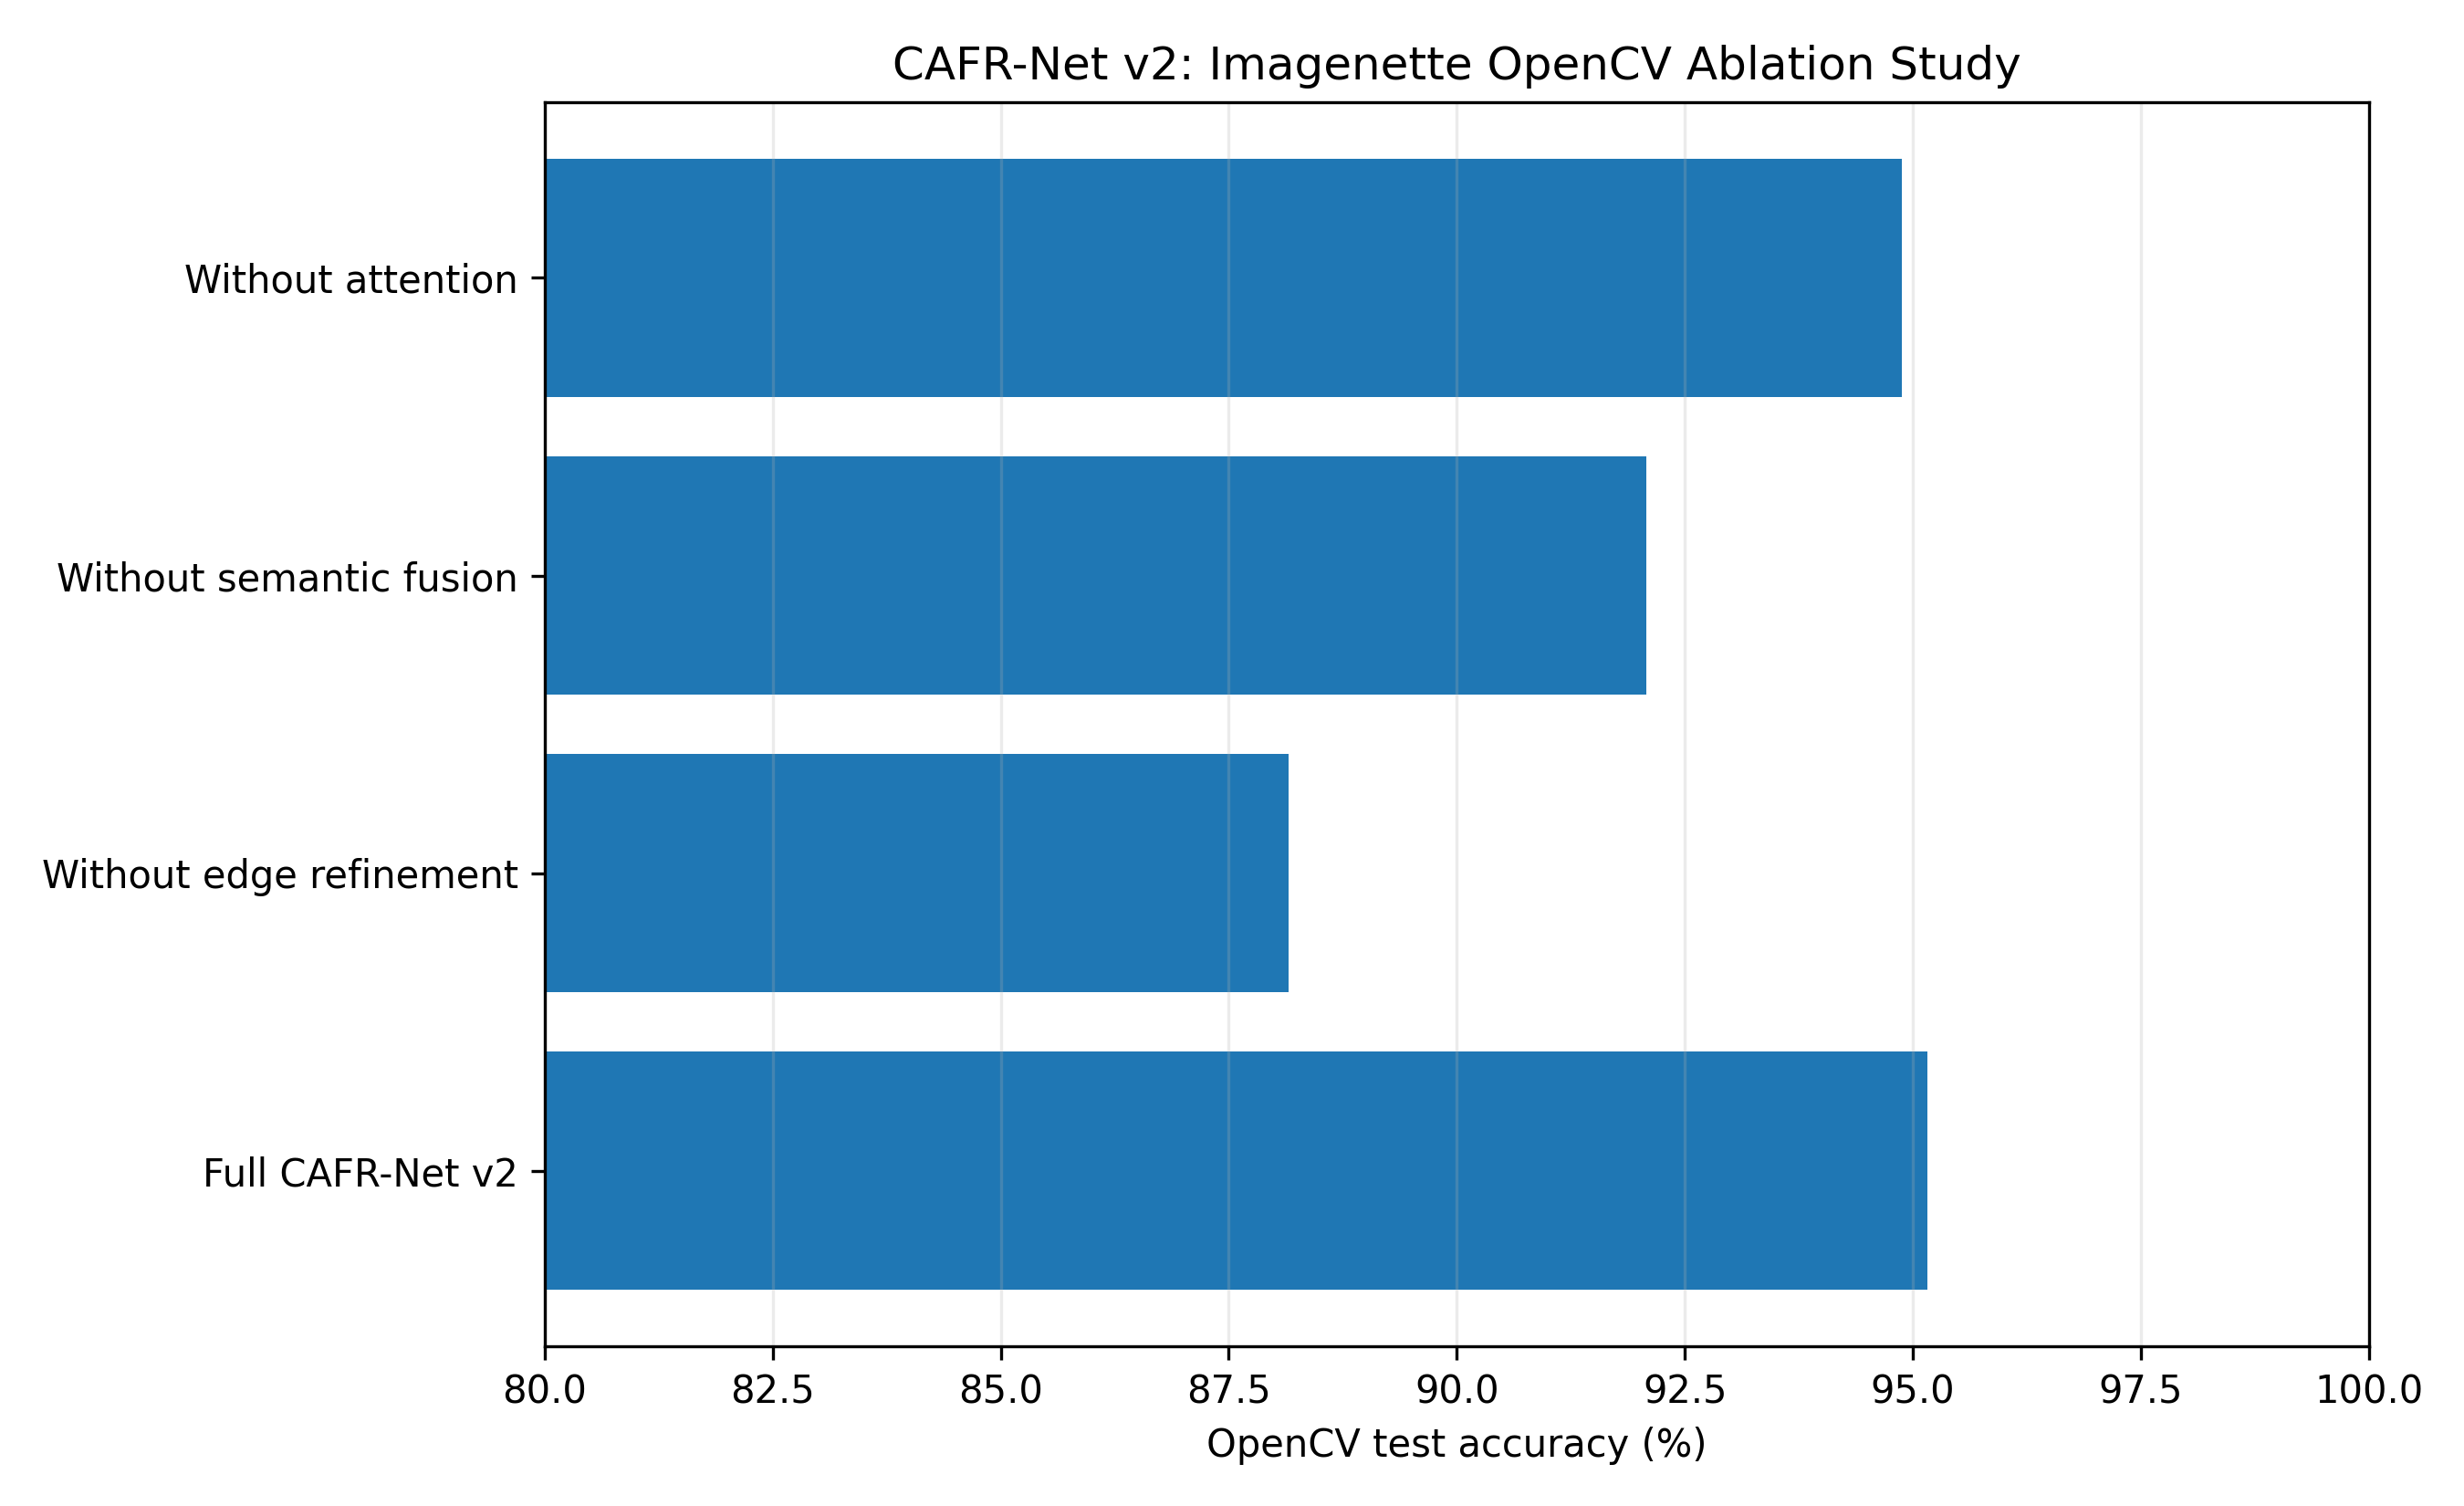 CAFR-Net v2: Imagenette OpenCV Ablation Study
Without attention
Without semantic fusion
Without edge refinement
Full CAFR-Net v2
80.0 82.5 85.0 87.5 90.0 92.5 95.0 97.5 100.0
OpenCV test accuracy (%)